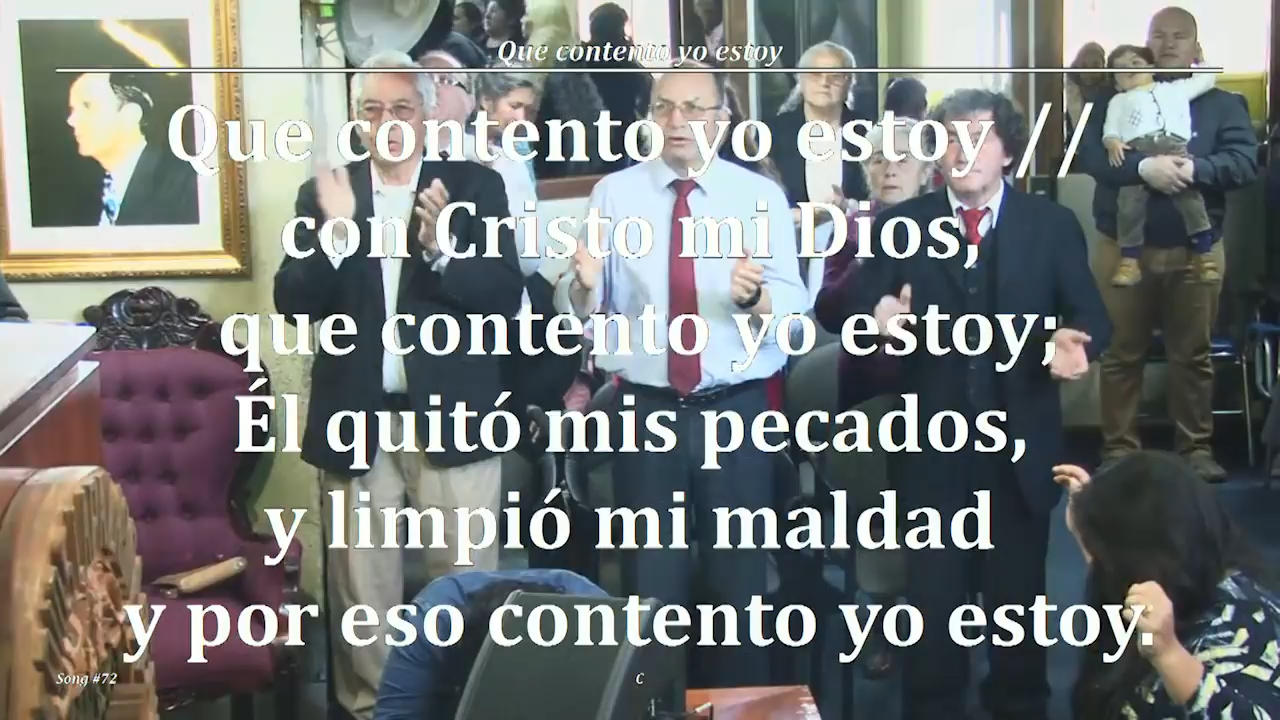 Que contento yo estoy
Que contento yo estoy //
con Cristo mi Dios,
que contento yo estoy;
Él quitó mis pecados,
y limpió mi maldad
y por eso contento yo estoy.
Song #72
C